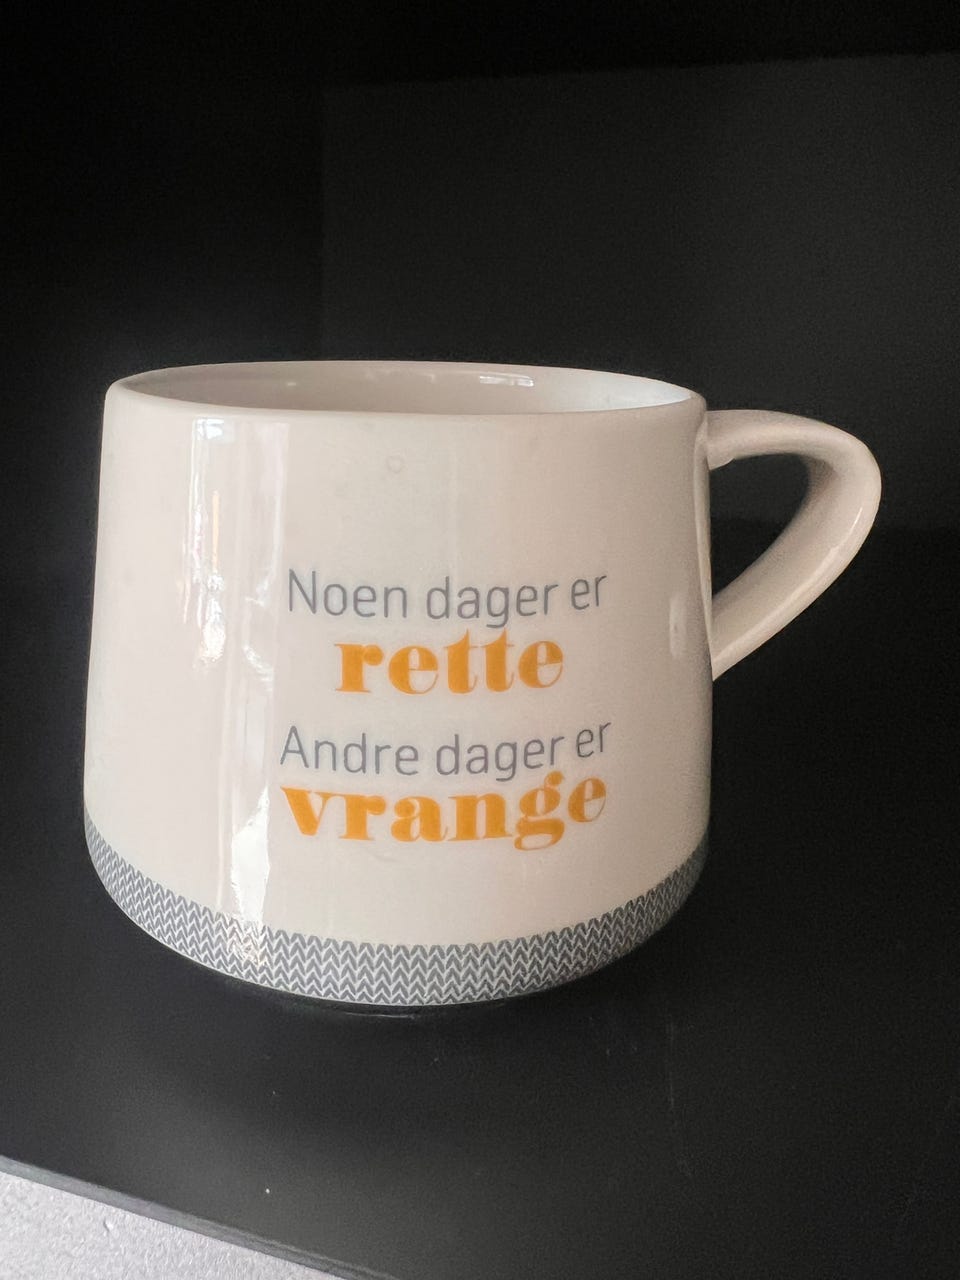 Noen dager er
rette
Andre dager er
vrange